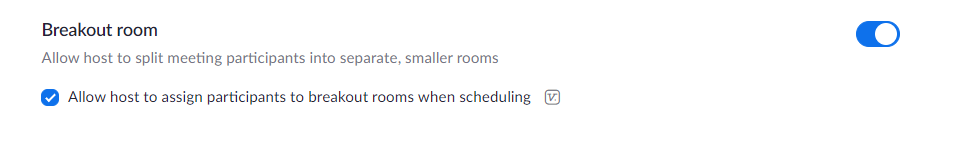 Breakout room
Allow host to split meeting participants into separate, smaller rooms
Allow host to assign participants to breakout rooms when scheduling